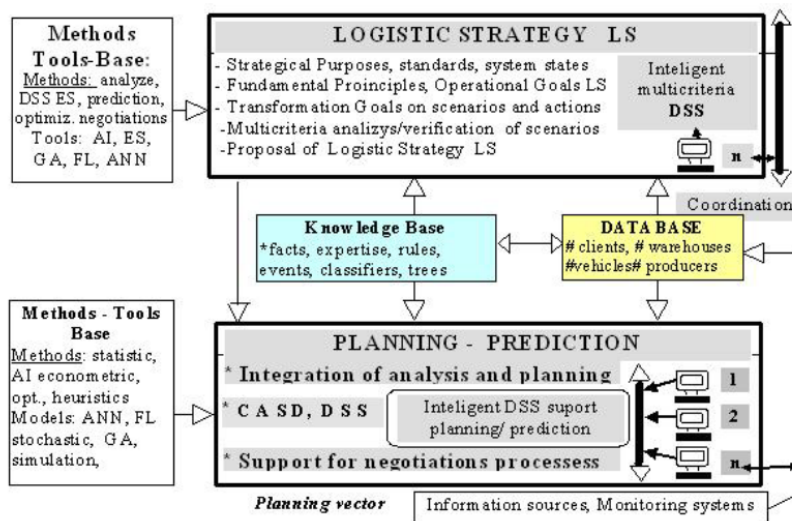 Methods
Tools-Base:
Methods: analyze,
DSS ES, prediction,
optimiz. negotiations
Tools: AI, ES,
GA, FL, ANN
LOGISTIC STRATEGY LS
- Strategical Purposes, standards, system states
- Fundamental Proinciples, Operational Goals LS
- Transformation Goals on scenarios and actions
-Multicriteria analizys/verification of scenarios
-Proposal of Logistic Strategy LS
Inteligent
multicriteria
DSS
n
Coordination
Knowledge Base
*facts, expertise, rules,
events, classifiers, trees
DATA BASE
# clients, # warehouses
#vehicles# producers
Methods - Tools
Base
Methods: statistic,
AI econometric,
opt., heuristics
Models: ANN, FL
stochastic, GA,
simulation,
PLANNING - PREDICTION
* Integration of analysis and planning
* CASD, DSS
Inteligent DSS suport
planning/ prediction
* Support for negotiations processess
1
2
n
Planning vector
Information sources, Monitoring systems